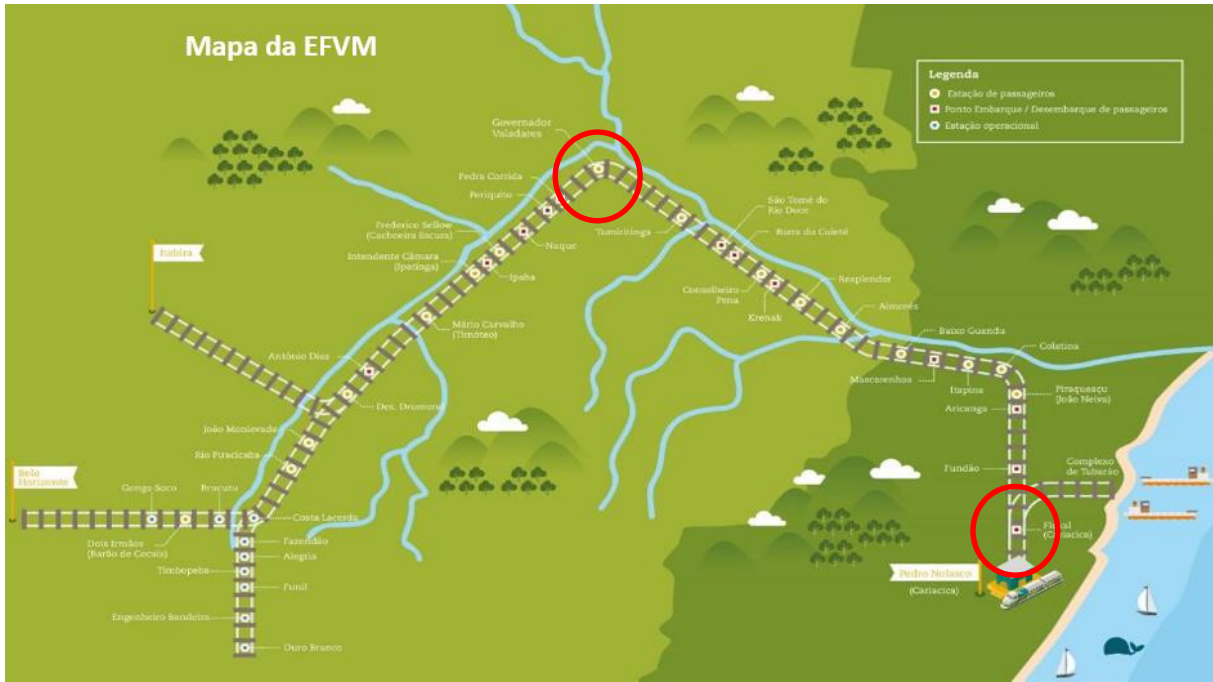 Mapa da EFVM
Legenda
Estação de passageiros
Ponto Embarque / Desembarque de passageiros
Estação operacional
Governador
Valadares
Pedra Corrida
Periquito
Frederico Sellow
(Cachoeira Escura)
Naque
Intendente Câmara
(Ipatinga)
Ipaba
Mário Carvalho
(Timóteo)
Antônio Dias
Des. Drumond
Itabira
João Monlevade
Rio Piracicaba
Belo
Horizonte
Gongo Soco
Brucutu
Costa Lacerda
Dois Irmãos
(Barão de Cocais)
Fazendão
Alegria
Timbopeba
Funil
Engenheiro Bandeira
Ouro Branco
São Tomé do
Rio Doce
Tumiritinga
Barra do Cuieté
Conselheiro
Pena
Krenak
Resplendor
Aimorés
Baixo Guandu
Mascarenhas
Itapina
Colatina
Piraqueaçu
(João Neiva)
Aricanga
Fundão
Complexo
de Tubarão
(Cariacica)
Pedro Nolasco
(Cariacica)